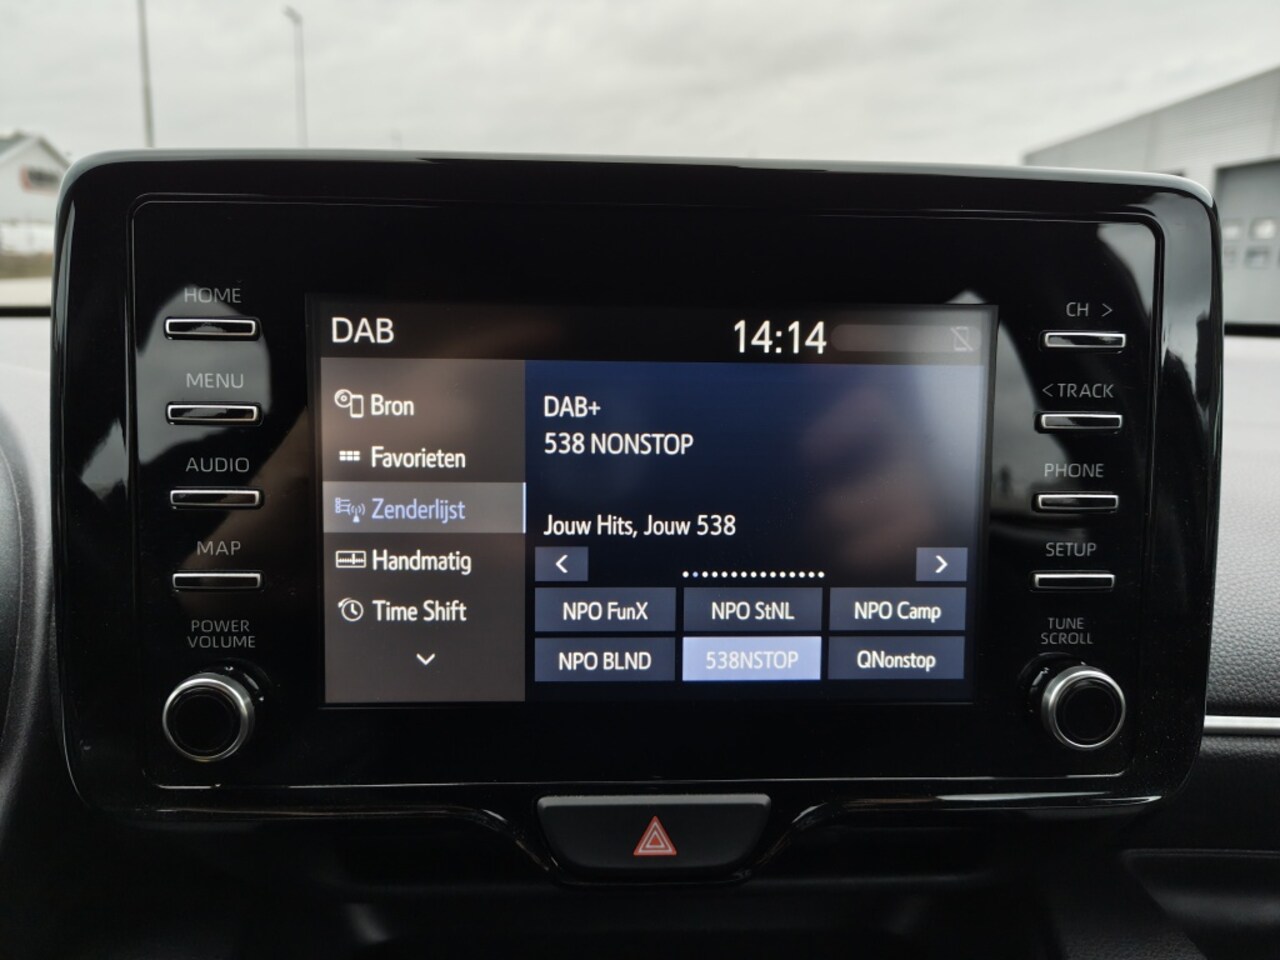 HOME
MENU
AUDIO
MAP
POWER
VOLUME
DAB
14:14
Bron
Favorieten
Zenderlijst
Handmatig
Time Shift
DAB+
538 NONSTOP
Jouw Hits, Jouw 538
< >
NPO FunX NPO StNL NPO Camp
NPO BLND 538NSTOP QNonstop
CH >
< TRACK
PHONE
SETUP
TUNE
SCROLL